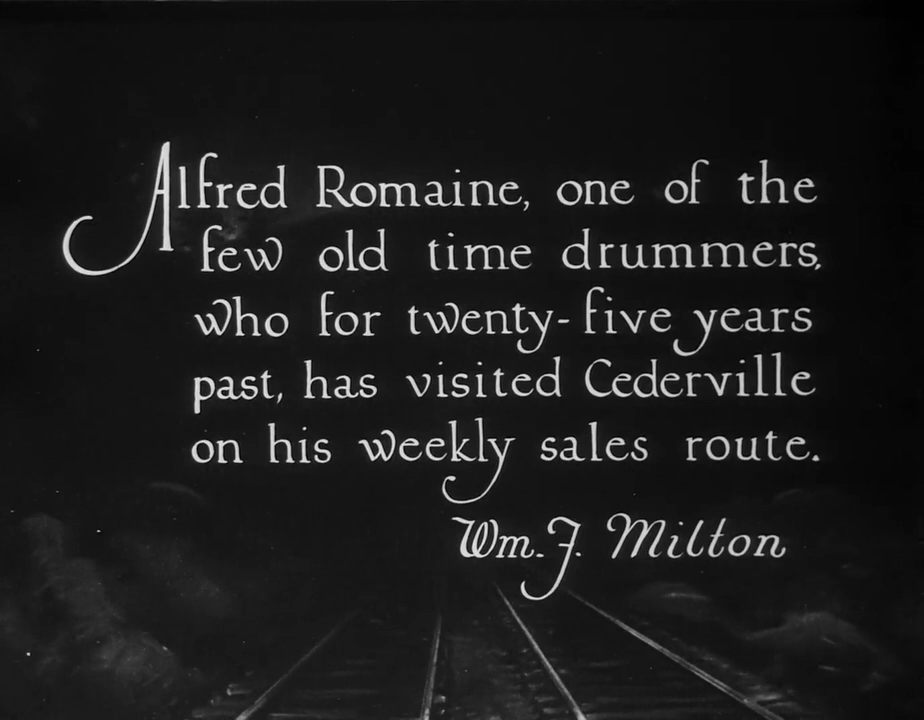 Alfred Romaine, one of the
few old time drummers,
who for twenty-five years
past, has visited Cederville
on his weekly sales route.
Wm. J. Milton